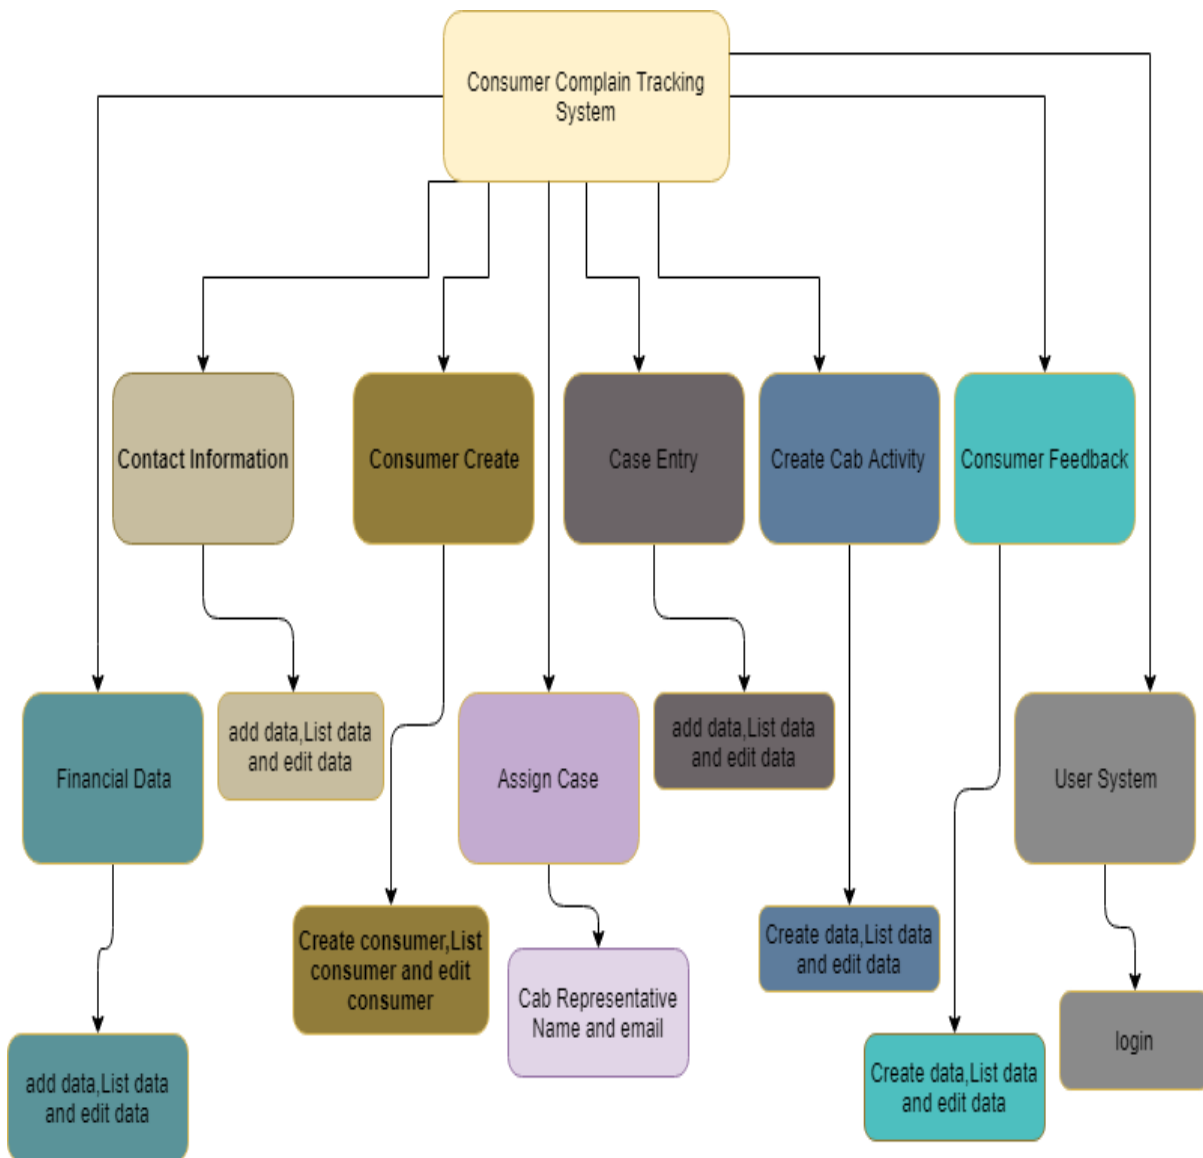 Consumer Complain Tracking
System
Contact Information
Consumer Create
Case Entry
Create Cab Activity
Consumer Feedback
Financial Data
add data,List data
and edit data
Assign Case
add data,List data
and edit data
User System
Create consumer,List
consumer and edit
consumer
Cab Representative
Name and email
Create data,List data
and edit data
login
add data,List data
and edit data
Create data,List data
and edit data